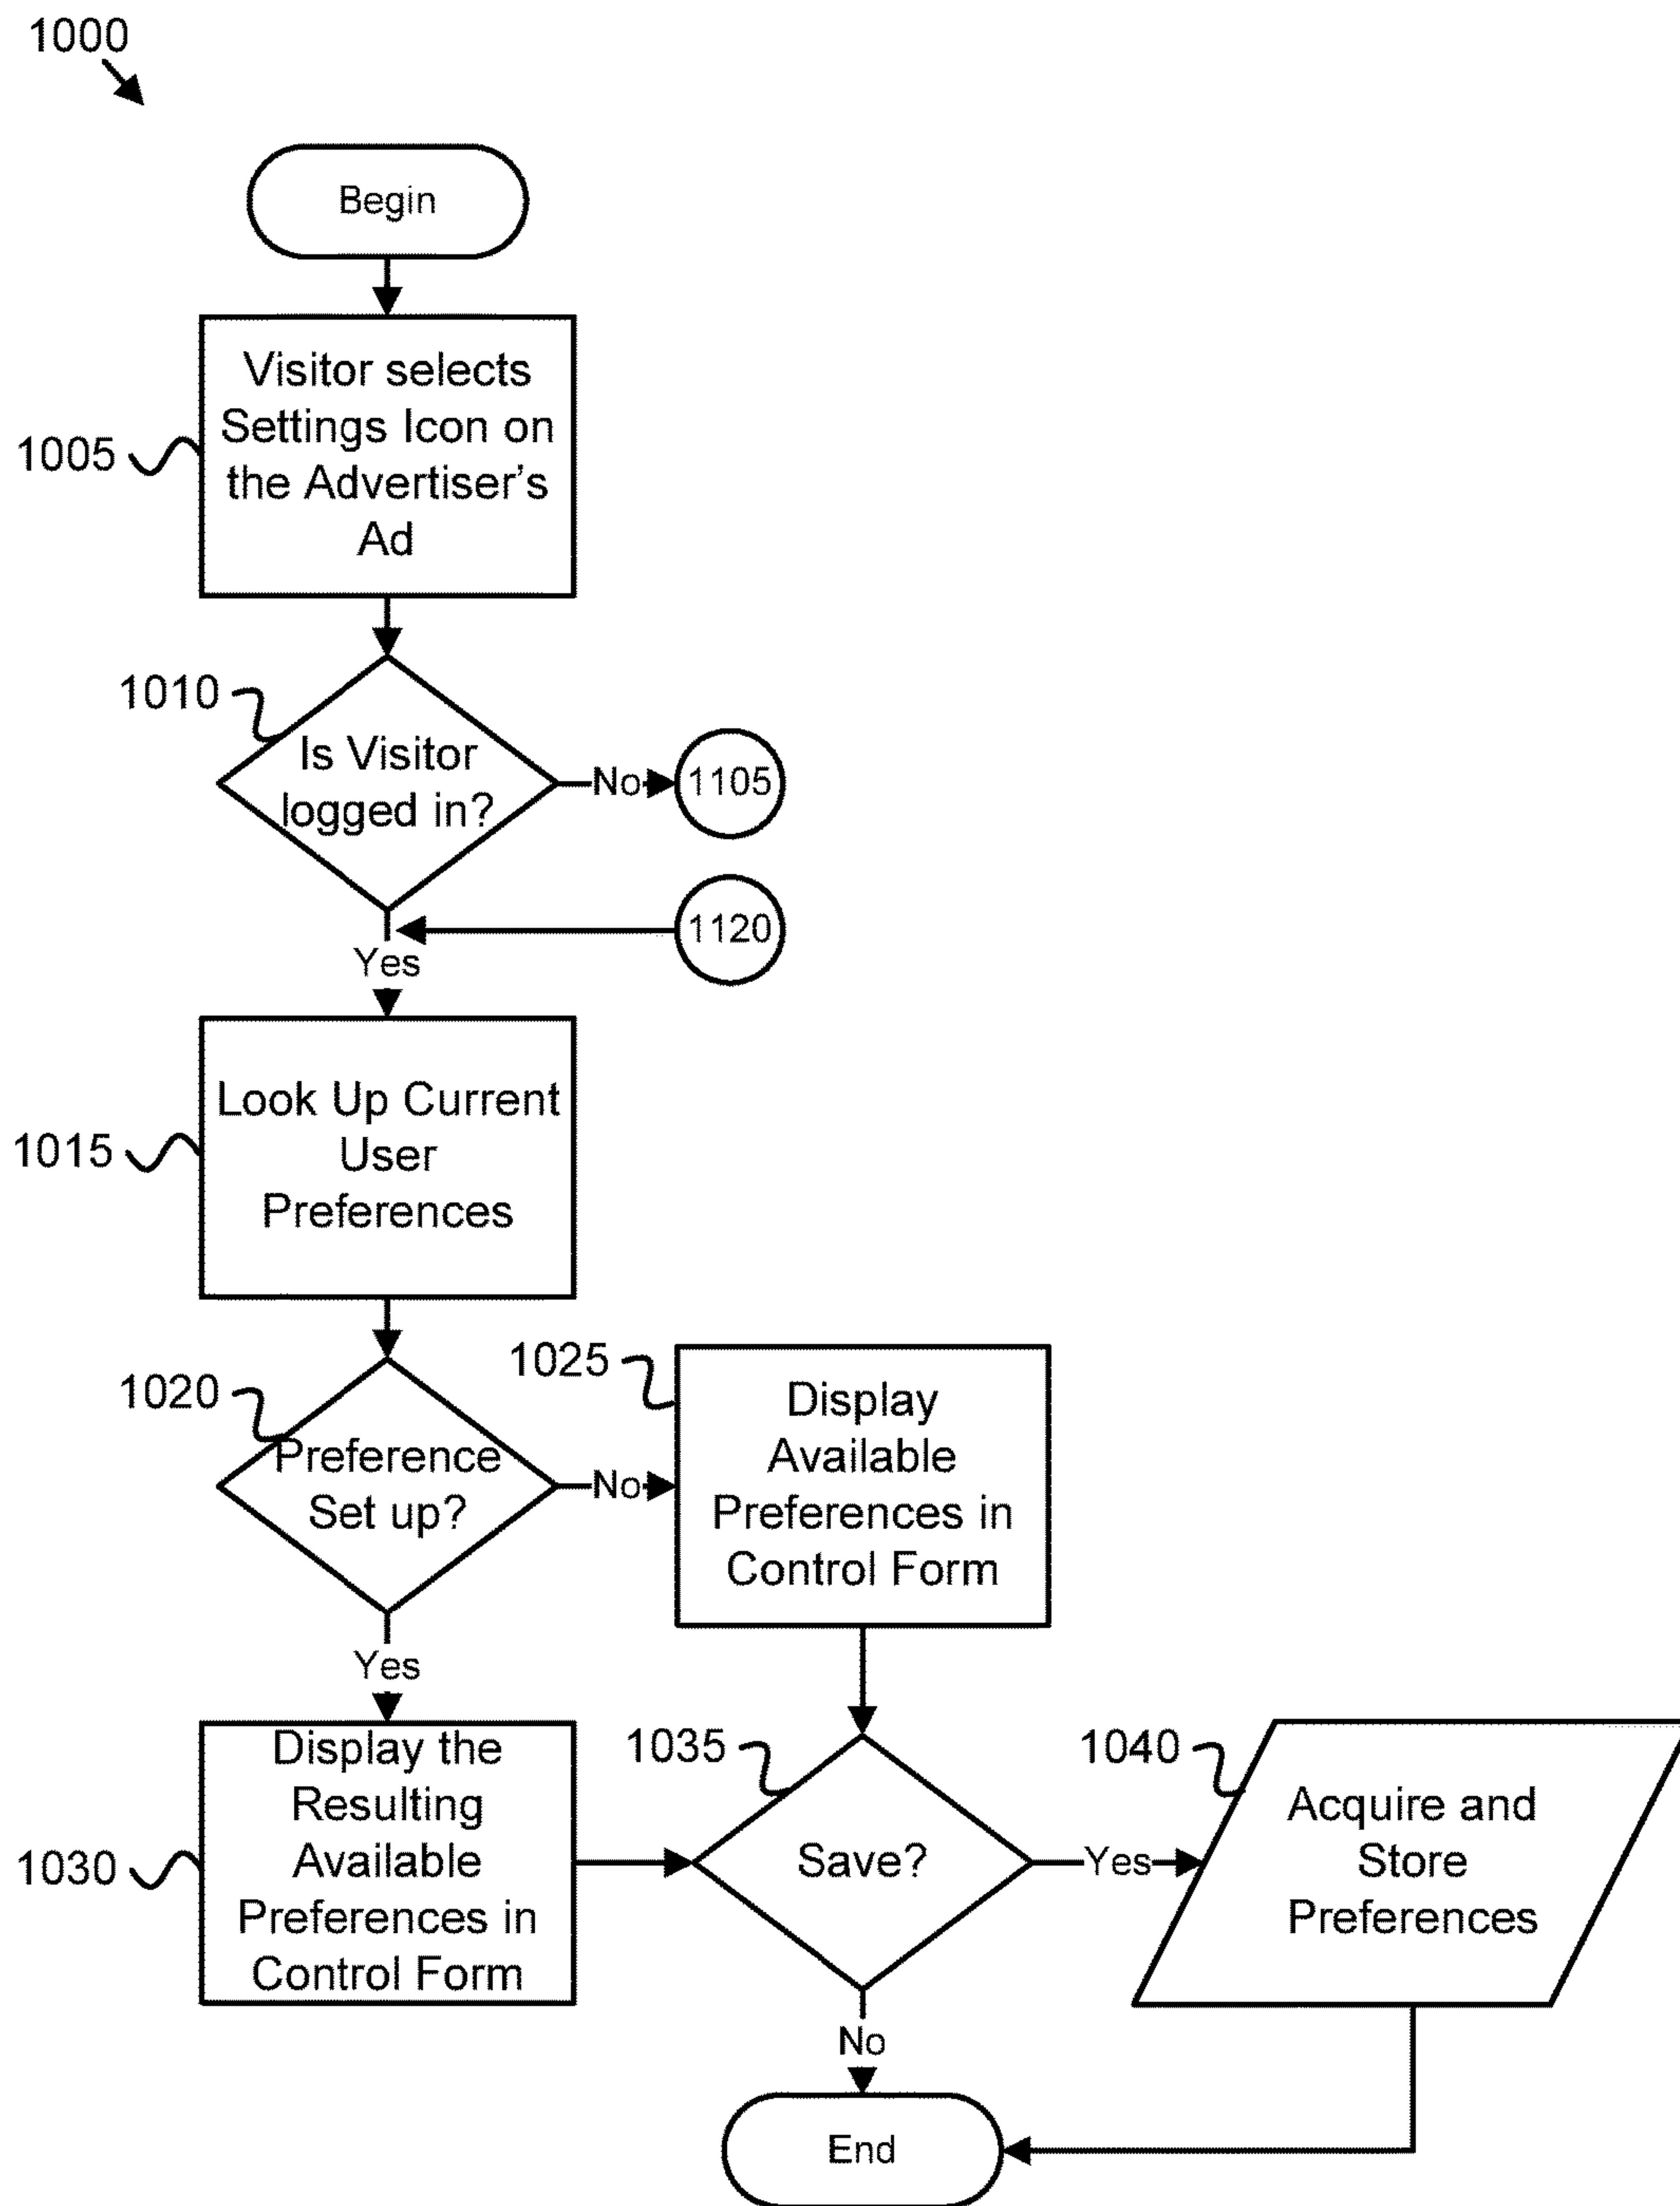 1000
Begin
Visitor selects
Settings Icon on
the Advertiser's
Ad
1005
1010
Is Visitor
logged in?
No
1105
1120
Yes
Look Up Current
User
Preferences
1015
1020
Preference
Set up?
No
1025
Display
Available
Preferences in
Control Form
Yes
Display the
Resulting
Available
Preferences in
Control Form
1030
1035
Save?
Yes
1040
Acquire and
Store
Preferences
No
End